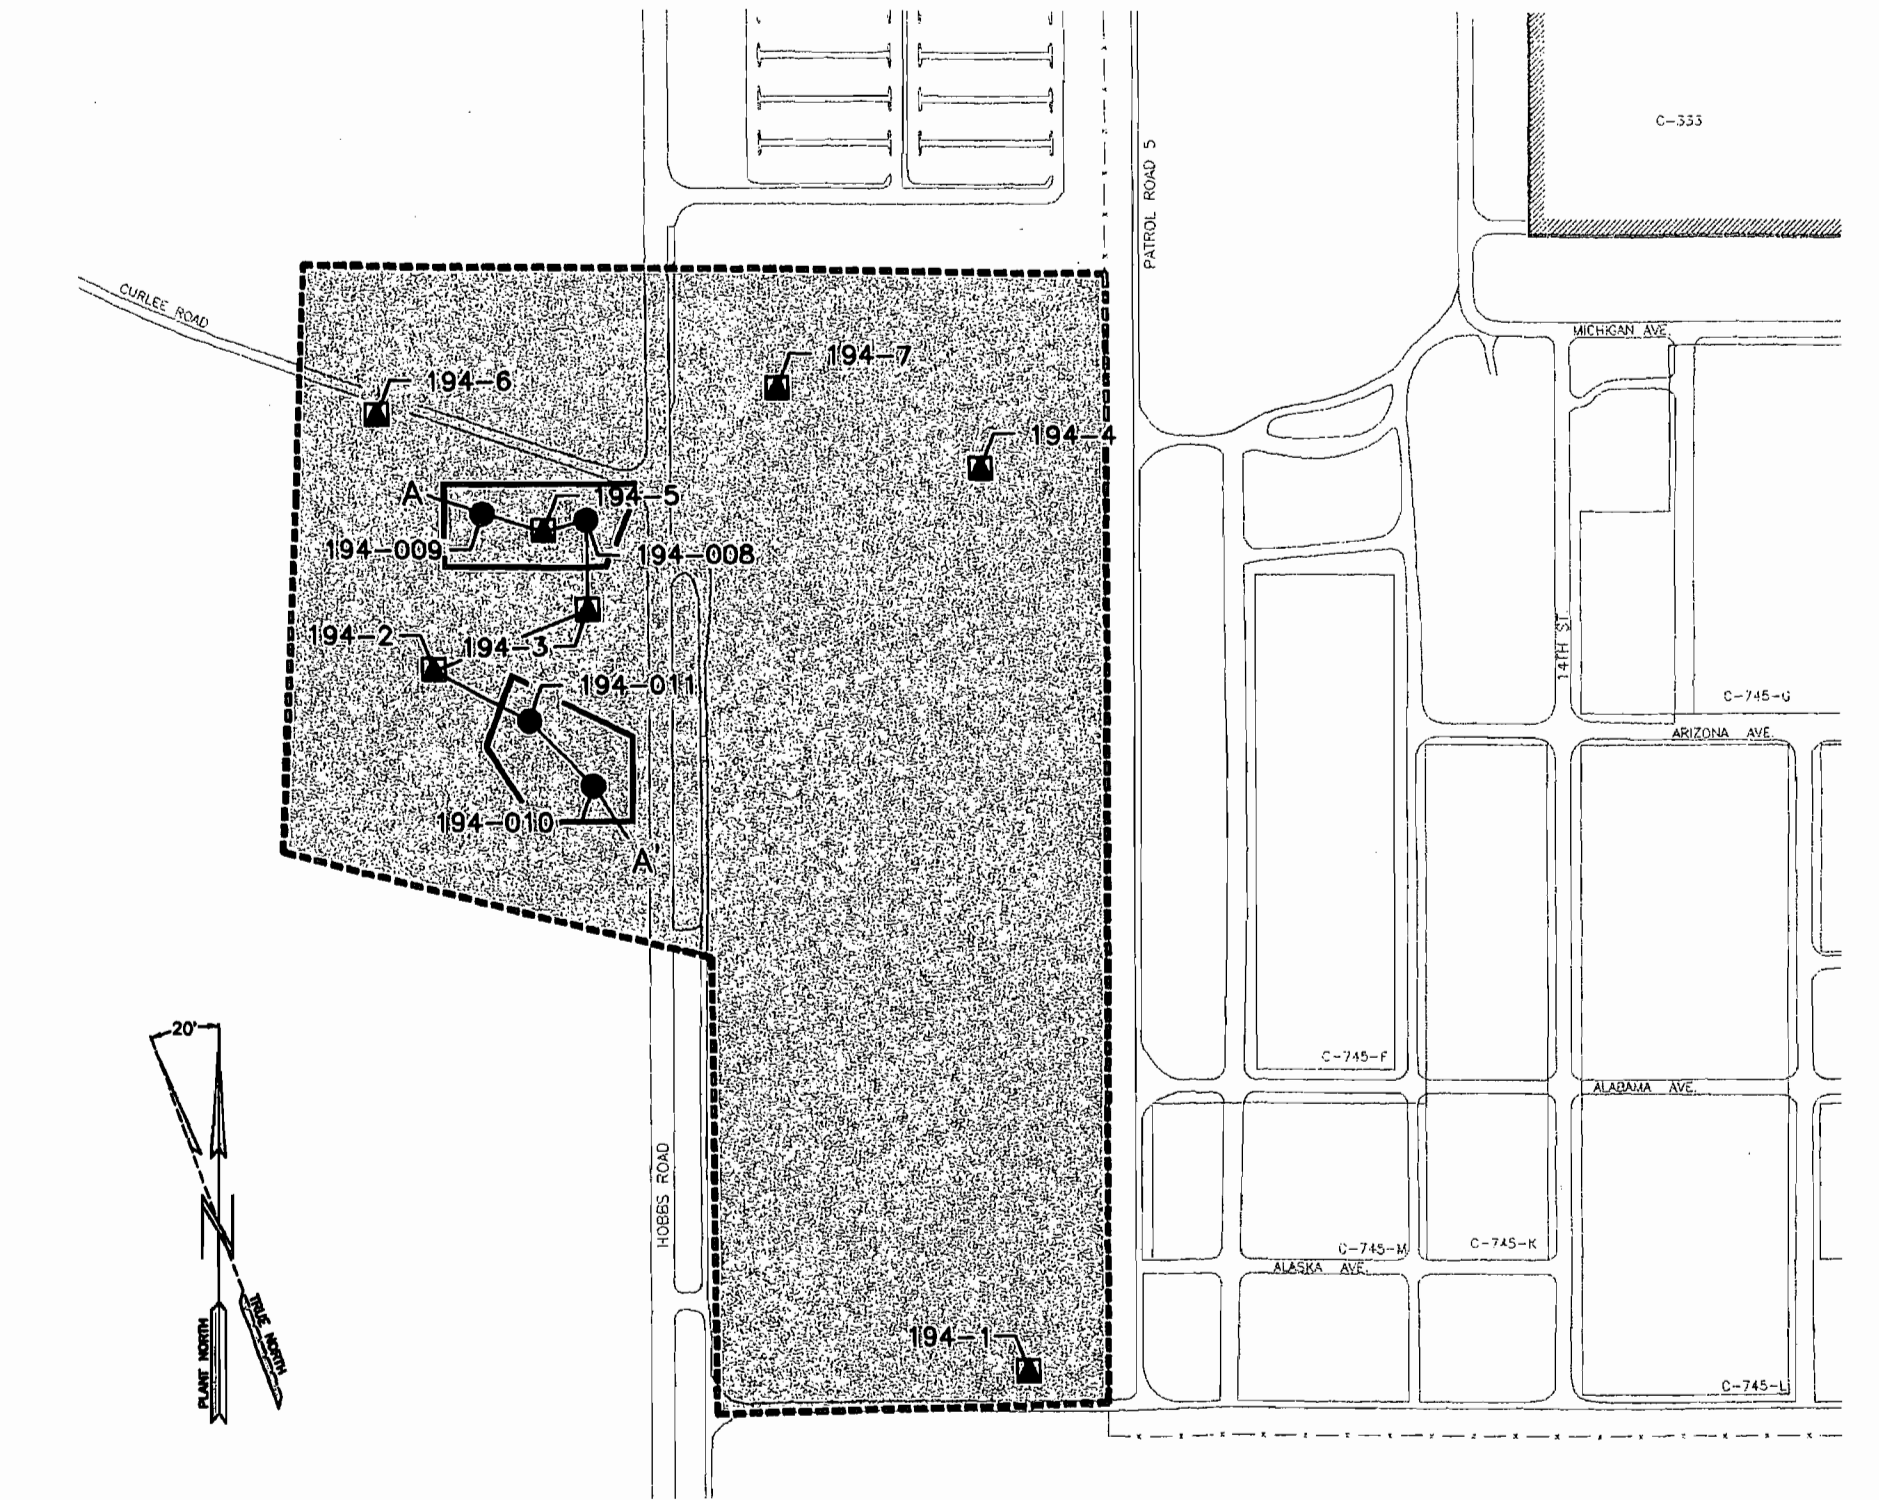 C-333
PATROL ROAD 5
CURLEE ROAD
MICHIGAN AVE.
194-7
194-6
194-4
A
194-5
194-009
194-008
194-2
194-3
14TH ST.
194-011
C-745-G
ARIZONA AVE.
194-010
A'
20'
C-745-F
ALABAMA AVE.
HOBBS ROAD
C-745-M
C-745-K
ALASKA AVE.
PLANT NORTH
TRUE NORTH
N
194-1
C-745-L